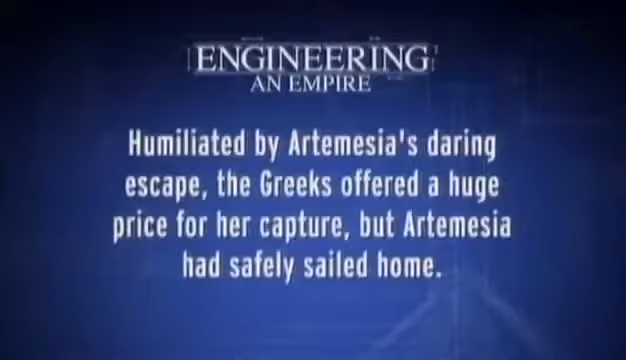 ENGINEERING
AN EMPIRE
Humiliated by Artemesia's daring
escape, the Greeks offered a huge
price for her capture, but Artemesia
had safely sailed home.